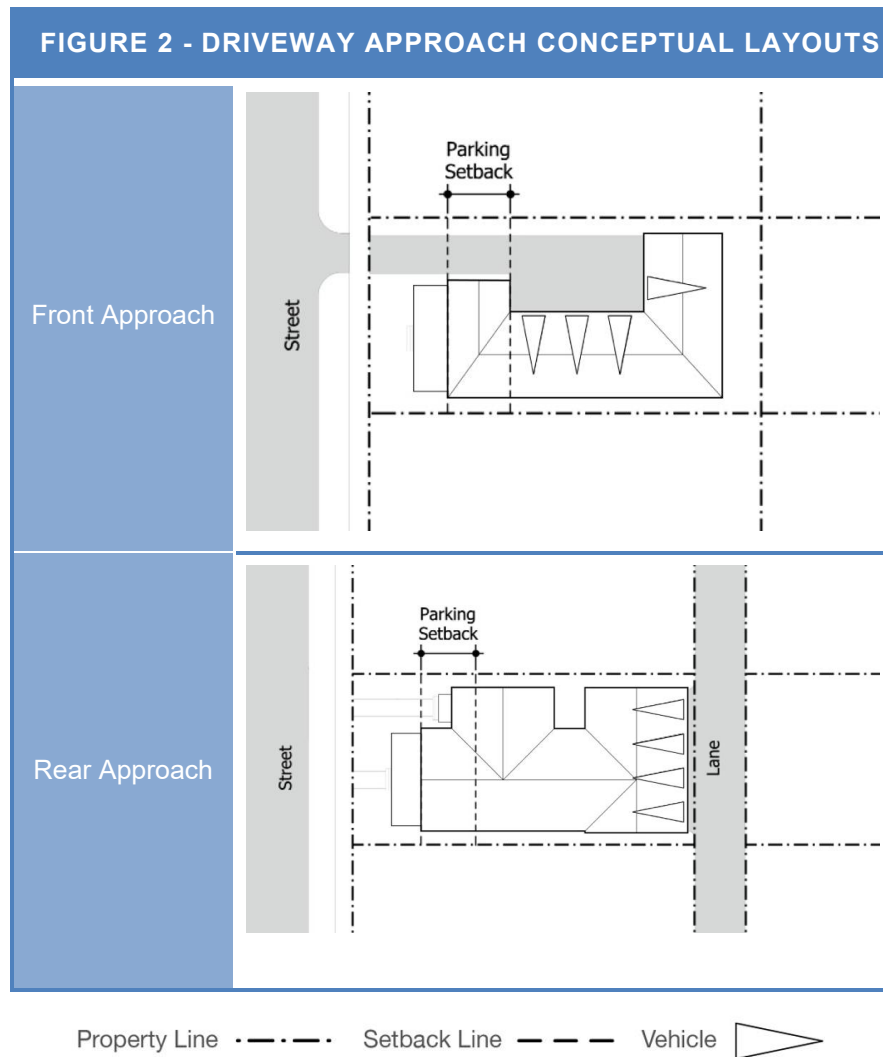 FIGURE 2 - DRIVEWAY APPROACH CONCEPTUAL LAYOUTS
Front Approach
Parking
Setback
Street
Rear Approach
Parking
Setback
Street
Lane
Property Line
Setback Line
Vehicle